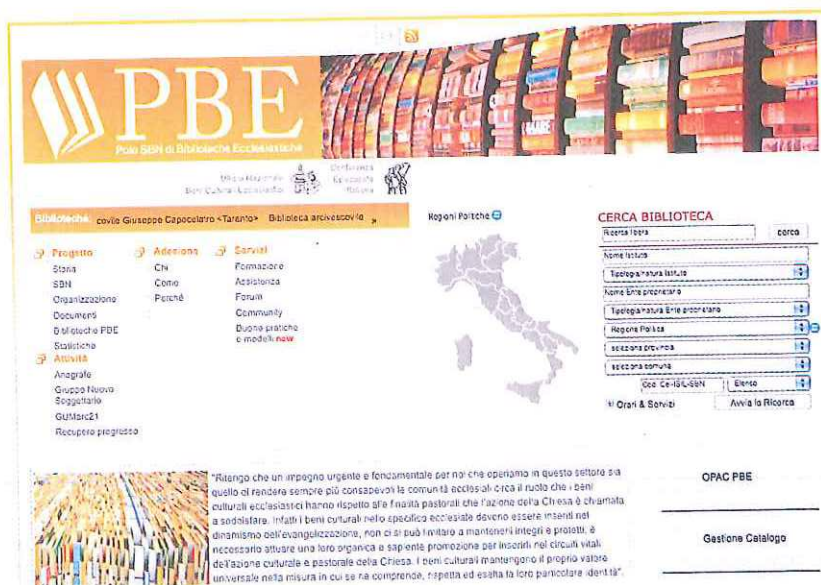 PBE
Polo SBN di Biblioteche Ecclesiastiche
Ufficio Nazionale
Beni Culturali Ecclesiastici
Conferenza
Episcopale
Italiana
Biblioteche: covile Giuseppe Capocelatro <Taranto> Biblioteca arcivescovile »
Regioni Politiche
Progetto
Storia
SBN
Organizzazione
Documenti
Biblioteche PBE
Statistiche
Adesione
Chi
Come
Perché
Servizi
Formazione
Assistenza
Forum
Community
Buone pratiche
e modelli new
Attività
Anagrafe
Gruppo Nuovo
Soggettario
GUMarc21
Recupero pregresso
CERCA BIBLIOTECA
Ricerca libera cerca
Nome Istituto
Tipologia/natura Istituto
Nome Ente proprietario
Tipologia/natura Ente proprietario
Regione Politica
seleziona provincia
seleziona comune
Cod. Cei-ISIL-SBN Elenco
Orari & Servizi Avvia la Ricerca
"Ritengo che un impegno urgente e fondamentale per noi che operiamo in questo settore sia
quello di rendere sempre più consapevoli le comunità ecclesiali circa il ruolo che i beni
culturali ecclesiastici hanno rispetto alle finalità pastorali che l'azione della Chiesa è chiamata
a soddisfare. Infatti i beni culturali nello specifico ecclesiale devono essere inseriti nel
dinamismo dell'evangelizzazione, non ci si può limitare a mantenerli integri e protetti, è
necessario attuare una loro organica e sapiente promozione per inserirli nei circuiti vitali
dell'azione culturale e pastorale della Chiesa. I beni culturali mantengono il proprio valore
universale nella misura in cui se ne comprende, rispetta ed esalta la loro particolare identità".
OPAC PBE
Gestione Catalogo